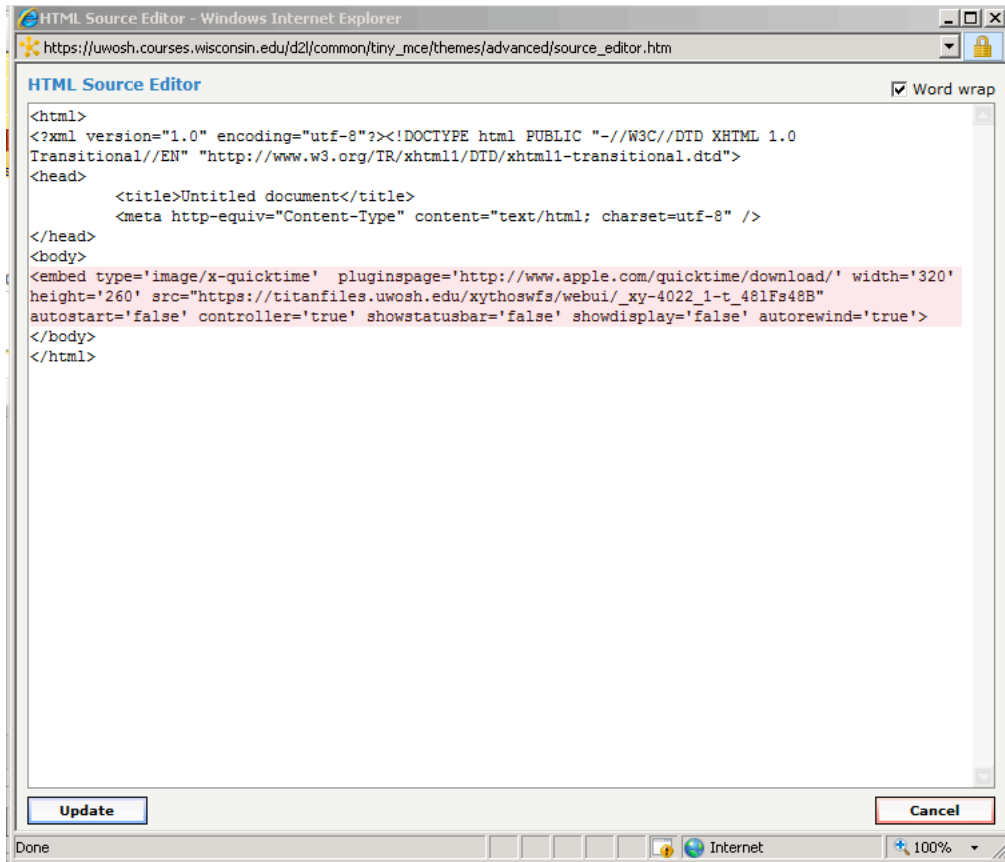 HTML Source Editor - Windows Internet Explorer
https://uwosh.courses.wisconsin.edu/d2l/common/tiny_mce/themes/advanced/source_editor.htm
HTML Source Editor
Word wrap
<html>
<?xml version="1.0" encoding="utf-8"?><!DOCTYPE html PUBLIC "-//W3C//DTD XHTML 1.0
Transitional//EN" "http://www.w3.org/TR/xhtml1/DTD/xhtml1-transitional.dtd">
<head>
<title>Untitled document</title>
<meta http-equiv="Content-Type" content="text/html; charset=utf-8" />
</head>
<body>
<embed type='image/x-quicktime'  pluginspage='http://www.apple.com/quicktime/download/' width='320'
height='260' src="https://titanfiles.uwosh.edu/xythoswfs/webui/_xy-4022_1-t_48lFs48B"
autostart='false' controller='true' showstatusbar='false' showdisplay='false' autorewind='true'>
</body>
</html>
Update
Cancel
Done
Internet
100%